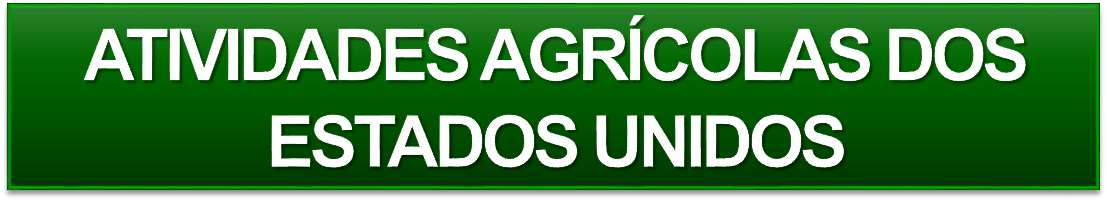 ATIVIDADES AGRÍCOLAS DOS
ESTADOS UNIDOS